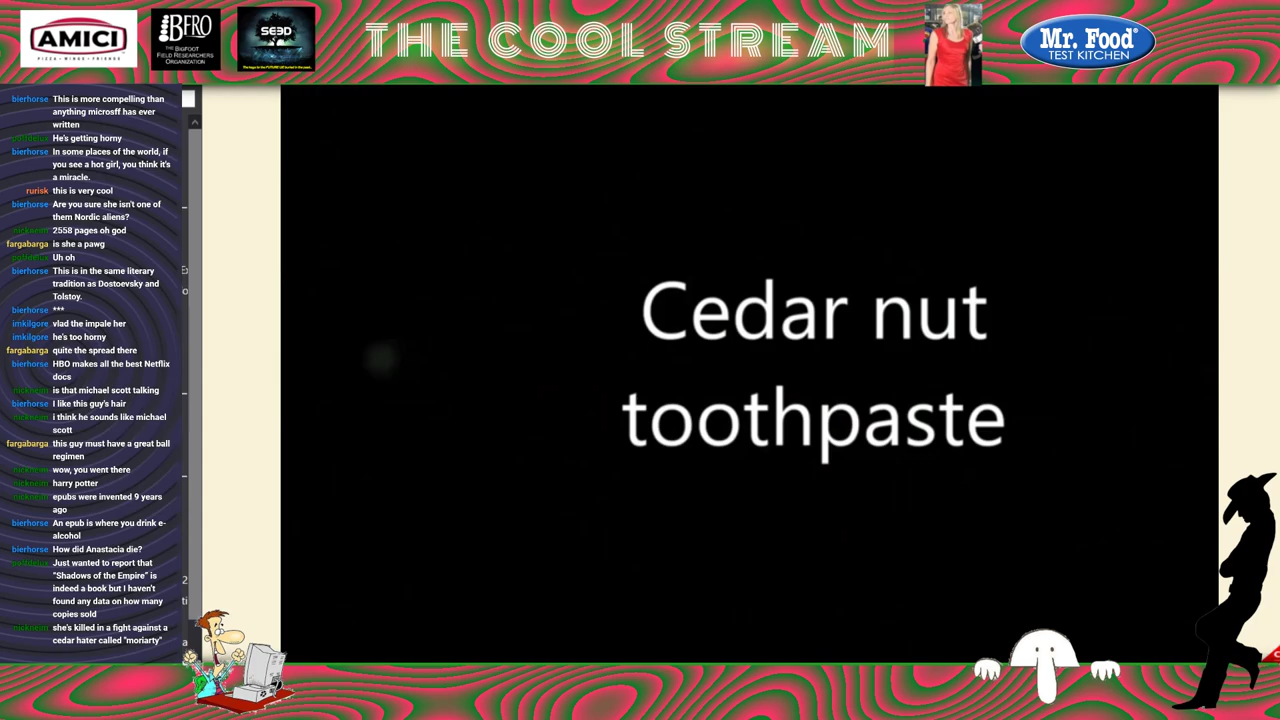 AMICI
PIZZA • WINGS • FRIENDS
BFRO
THE BIGFOOT
FIELD RESEARCHERS
ORGANIZATION
SEED
THE COOL STREAM
Mr. Food
TEST KITCHEN
bierhorse This is more compelling than
anything microsff has ever
written
He's getting horny
bierhorse In some places of the world, if
you see a hot girl, you think it's
a miracle.
rurisk this is very cool
bierhorse Are you sure she isn't one of
them Nordic aliens?
2558 pages oh god
fargabarga is she a pawg
Uh oh
bierhorse This is in the same literary
tradition as Dostoevsky and
Tolstoy.
bierhorse ***
imkilgore vlad the impale her
imkilgore he's too horny
fargabarga quite the spread there
bierhorse HBO makes all the best Netflix
docs
is that michael scott talking
bierhorse I like this guy's hair
i think he sounds like michael
scott
fargabarga this guy must have a great ball
regimen
wow, you went there
harry potter
epubs were invented 9 years
ago
bierhorse An epub is where you drink e-
alcohol
bierhorse How did Anastacia die?
Just wanted to report that
"Shadows of the Empire" is
indeed a book but I haven't
found any data on how many
copies sold
she's killed in a fight against a
cedar hater called "moriarty"
Cedar nut
toothpaste